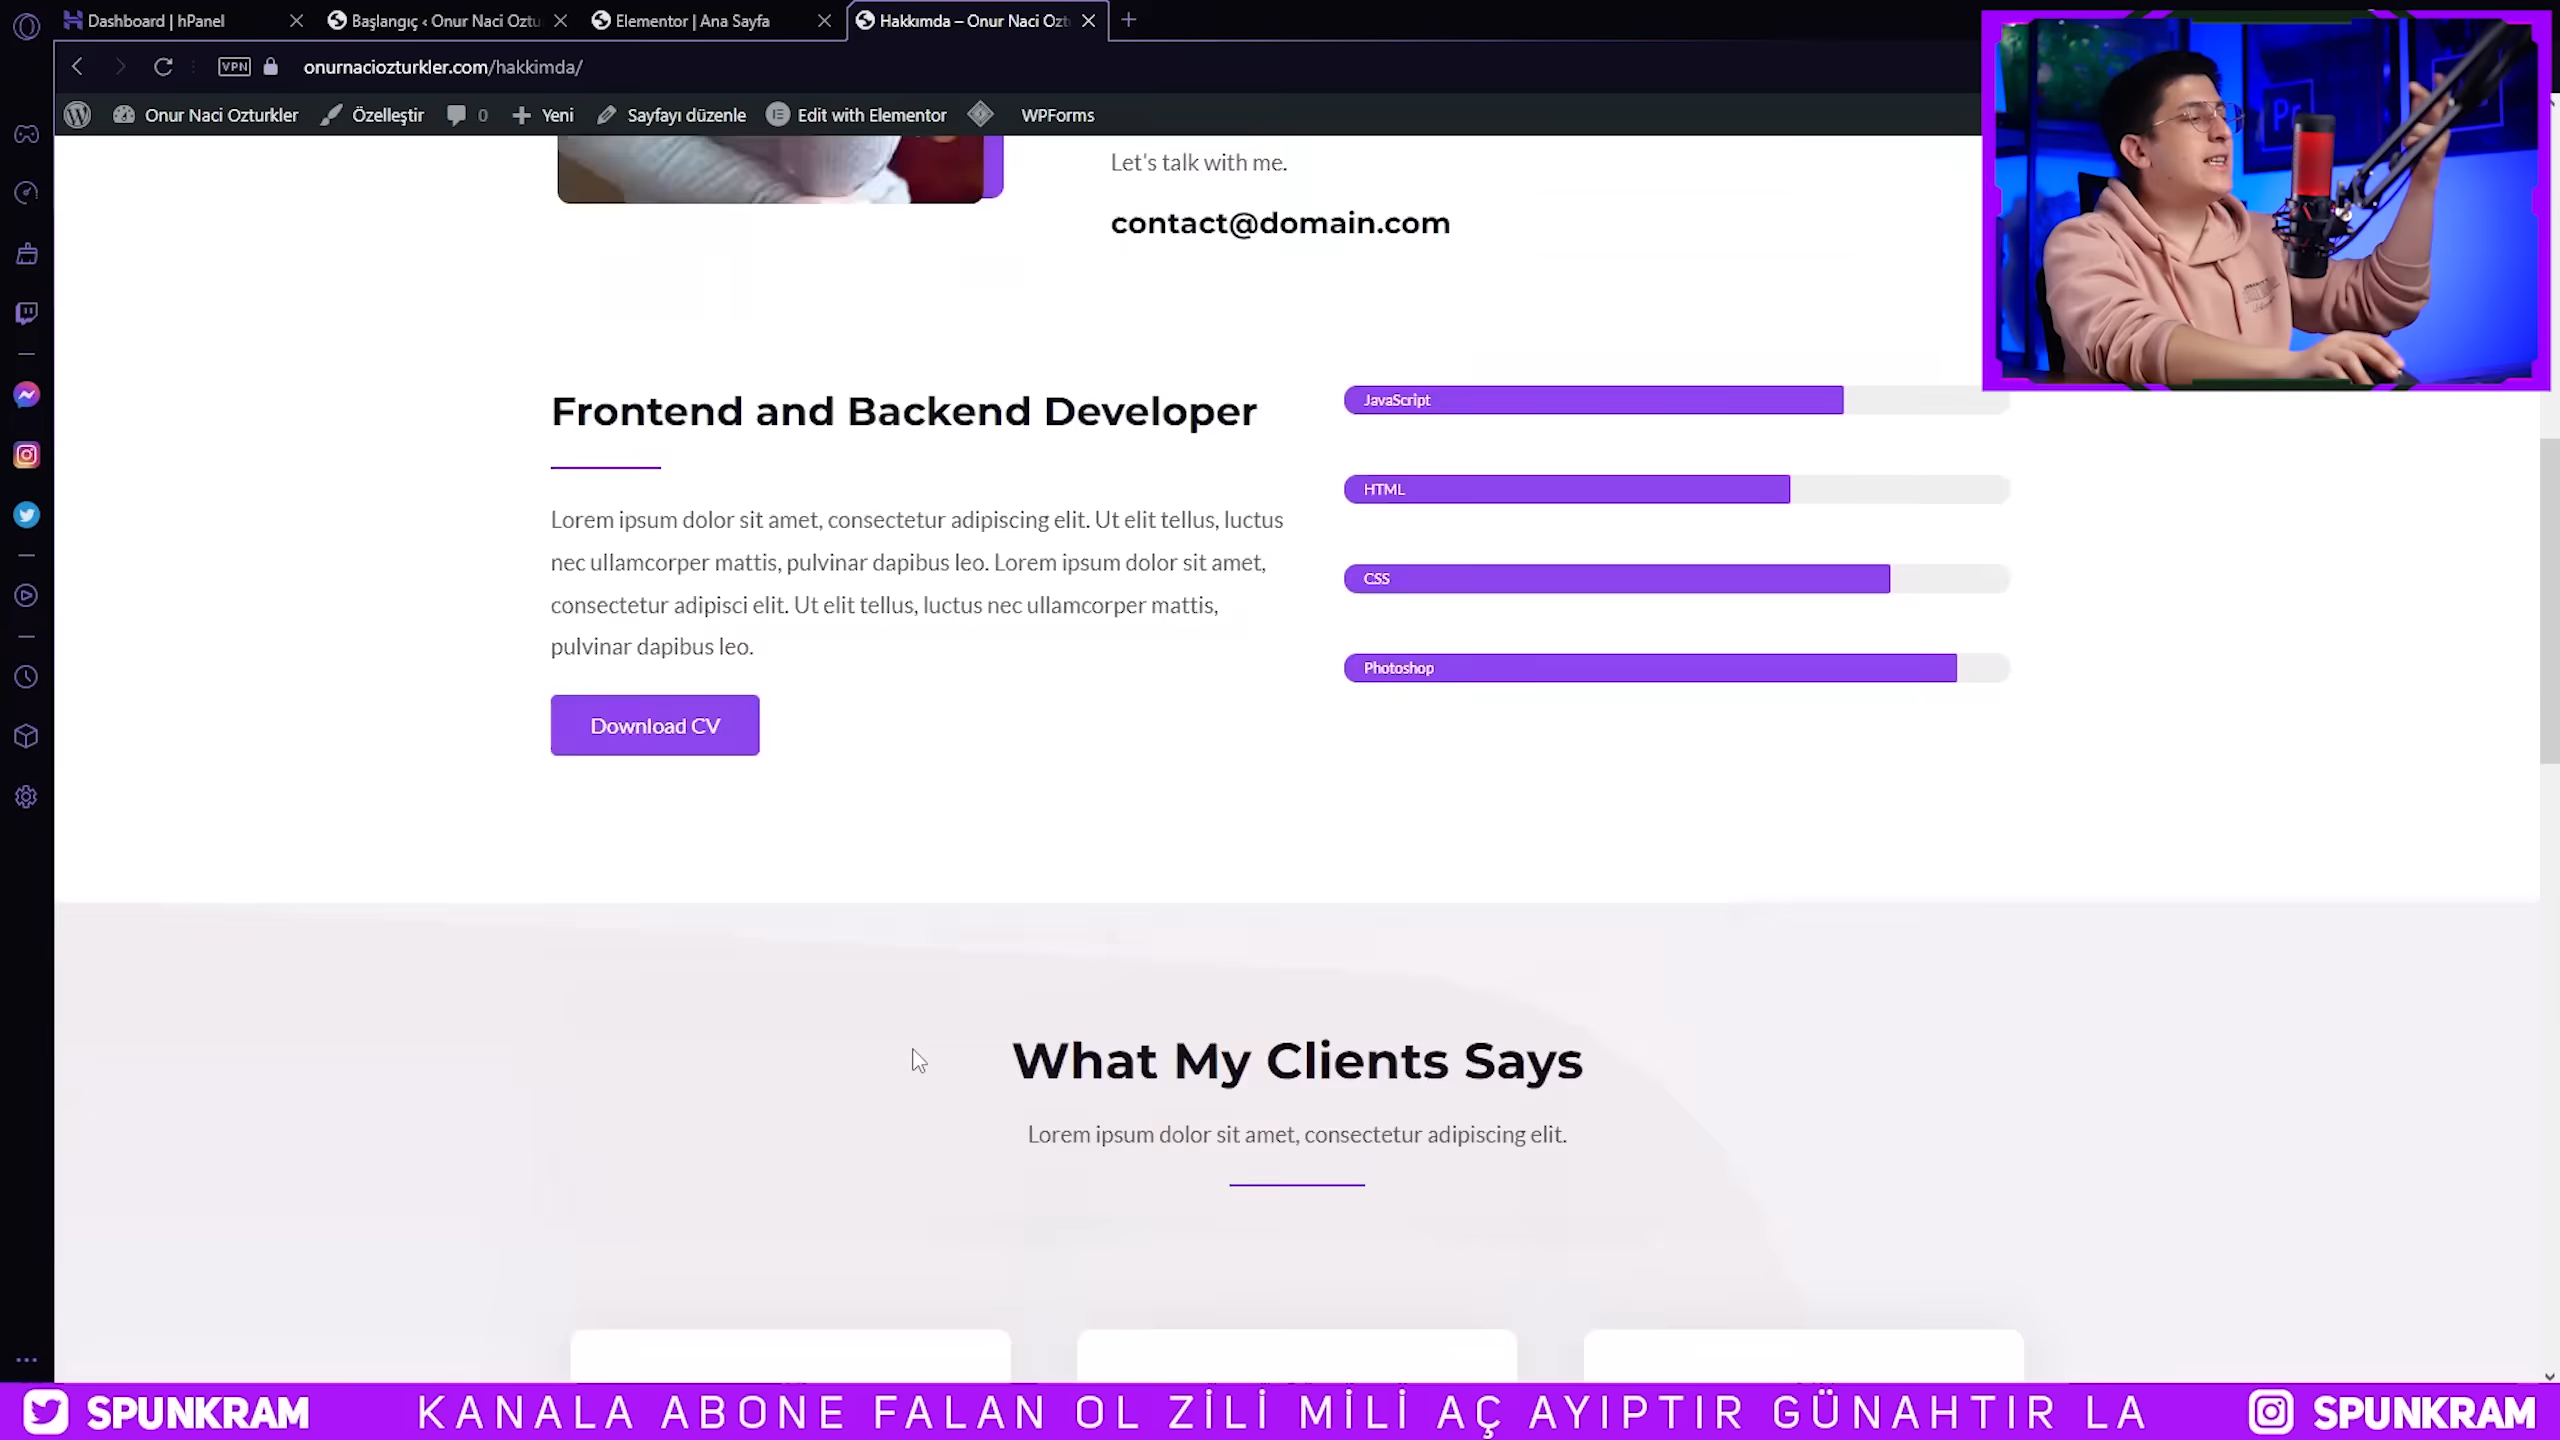 Dashboard | hPanel
Başlangıç ‹ Onur Naci Oztu
Elementor | Ana Sayfa
Hakkımda – Onur Naci Ozt
VPN
onurnaciozturkler.com/hakkimda/
Onur Naci Ozturkler
Özelleştir
0
Yeni
Sayfayı düzenle
Edit with Elementor
WPForms
Pr
Let's talk with me.
contact@domain.com
Frontend and Backend Developer
Lorem ipsum dolor sit amet, consectetur adipiscing elit. Ut elit tellus, luctus
nec ullamcorper mattis, pulvinar dapibus leo. Lorem ipsum dolor sit amet,
consectetur adipisci elit. Ut elit tellus, luctus nec ullamcorper mattis,
pulvinar dapibus leo.
Download CV
JavaScript
HTML
CSS
Photoshop
What My Clients Says
Lorem ipsum dolor sit amet, consectetur adipiscing elit.
SPUNKRAM
KANALA ABONE FALAN OL ZİLİ MİLİ AÇ AYIPTIR GÜNAHTIR LA
SPUNKRAM